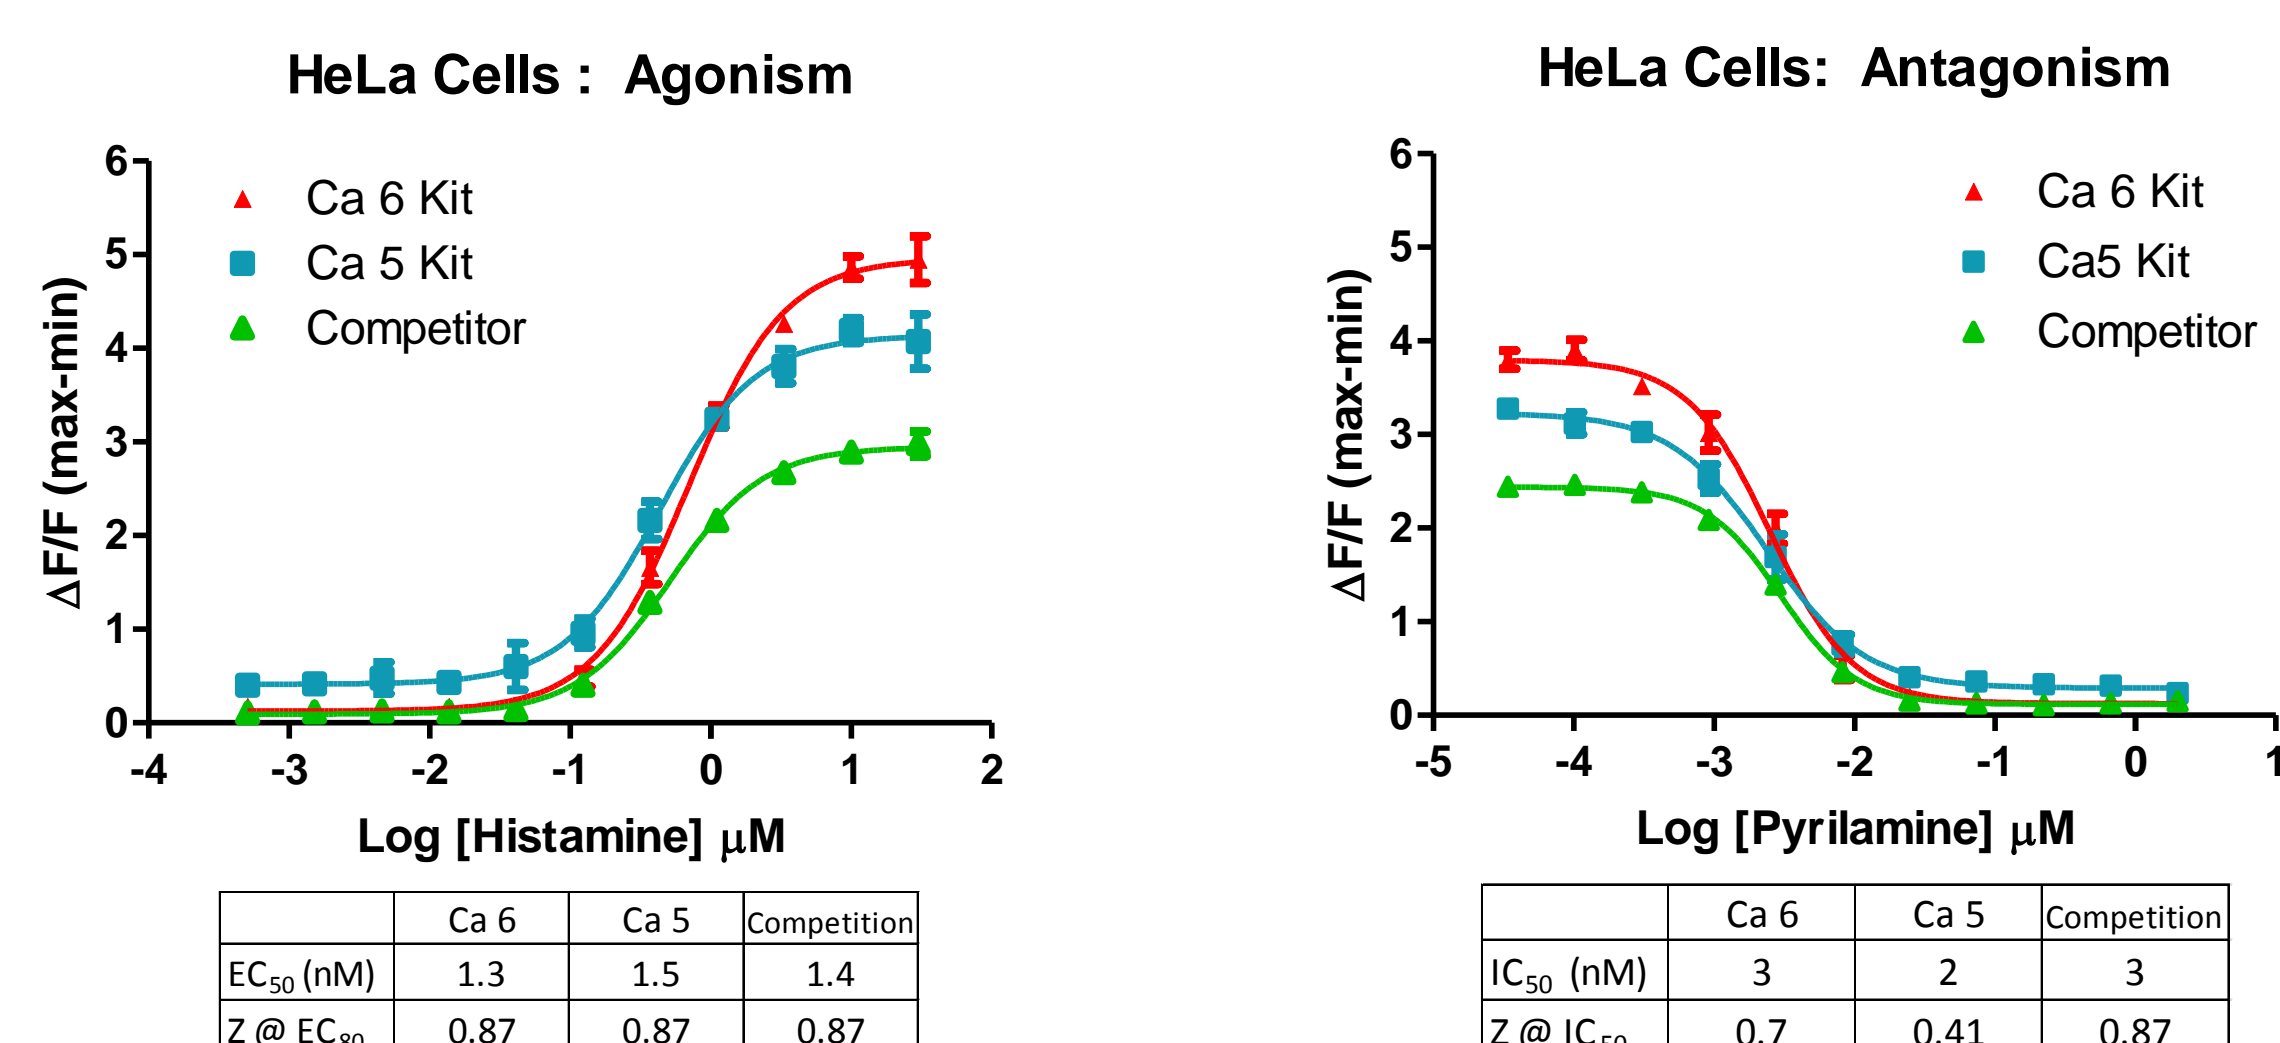 HeLa Cells : Agonism
6
5
4
3
2
1
0
ΔF/F (max-min)
Ca 6 Kit
Ca 5 Kit
Competitor
-4 -3 -2 -1 0 1 2
Log [Histamine] μM
Ca 6 Ca 5 Competition
EC50 (nM) 1.3 1.5 1.4
Z @ EC80 0.87 0.87 0.87
HeLa Cells: Antagonism
6
5
4
3
2
1
0
ΔF/F (max-min)
Ca 6 Kit
Ca5 Kit
Competitor
-5 -4 -3 -2 -1 0 1
Log [Pyrilamine] μM
Ca 6 Ca 5 Competition
IC50 (nM) 3 2 3
Z @ IC50 0.7 0.41 0.87